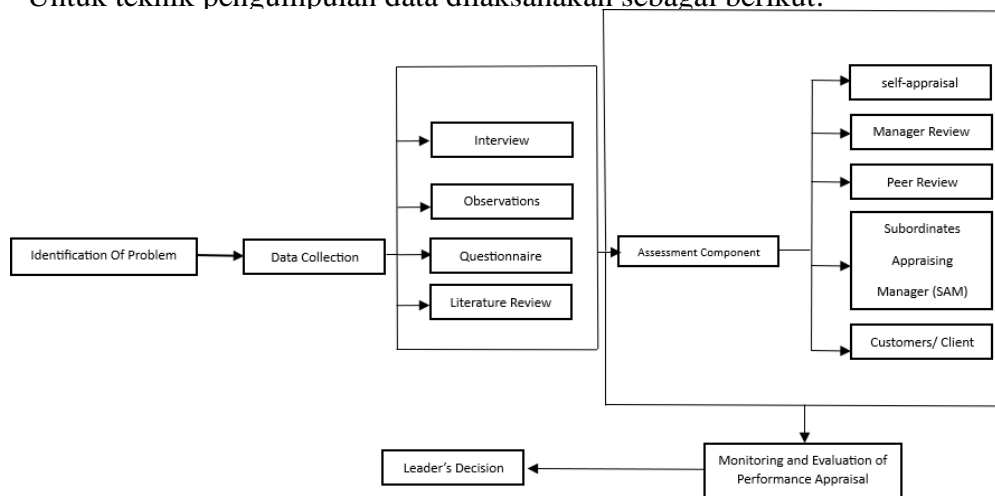 Untuk teknik pengumpulan data dilaksanakan sebagai berikut:
self-appraisal
Manager Review
Interview
Peer Review
Observations
Subordinates
Appraising
Manager (SAM)
Identification Of Problem
Data Collection
Questionnaire
Assessment Component
Literature Review
Customers/ Client
Leader's Decision
Monitoring and Evaluation of
Performance Appraisal